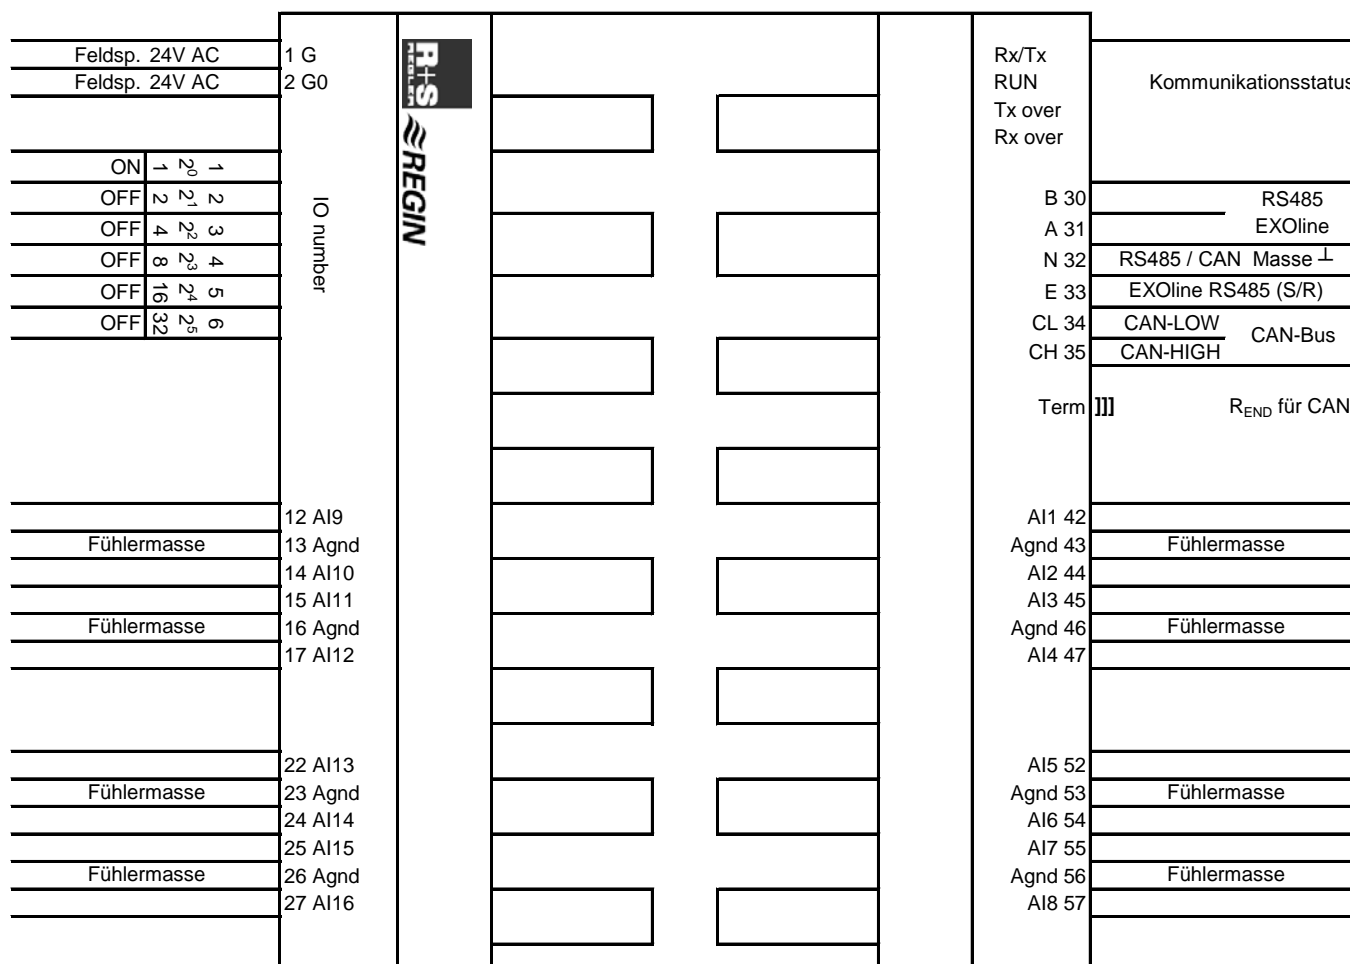 Feldsp. 24V AC 1 G
Feldsp. 24V AC 2 G0
R+S
REGLER
REGIN
ON 1 2⁰ 1
OFF 2 2¹ 2
OFF 4 2² 3
OFF 8 2³ 4
OFF 16 2⁴ 5
OFF 32 2⁵ 6
IO number
12 AI9
Fühlermasse 13 Agnd
14 AI10
15 AI11
Fühlermasse 16 Agnd
17 AI12
22 AI13
Fühlermasse 23 Agnd
24 AI14
25 AI15
Fühlermasse 26 Agnd
27 AI16
Rx/Tx
RUN Kommunikationsstatus
Tx over
Rx over
B 30 RS485
A 31 EXOline
N 32 RS485 / CAN Masse ┴
E 33 EXOline RS485 (S/R)
CL 34 CAN-LOW
CAN-Bus
CH 35 CAN-HIGH
Term ]]] R_END für CAN
AI1 42
Agnd 43 Fühlermasse
AI2 44
AI3 45
Agnd 46 Fühlermasse
AI4 47
AI5 52
Agnd 53 Fühlermasse
AI6 54
AI7 55
Agnd 56 Fühlermasse
AI8 57